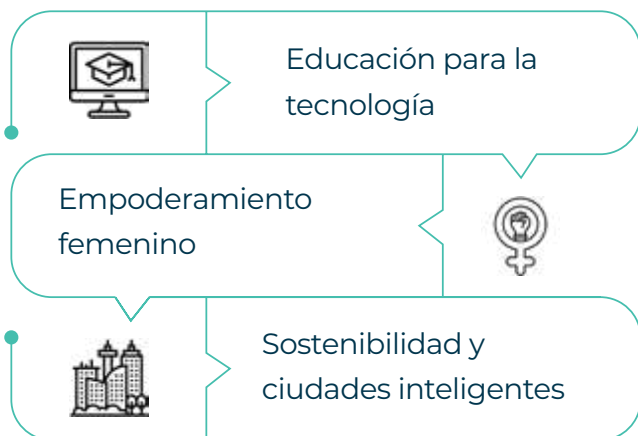 Educación para la
tecnología
Empoderamiento
femenino
Sostenibilidad y
ciudades inteligentes